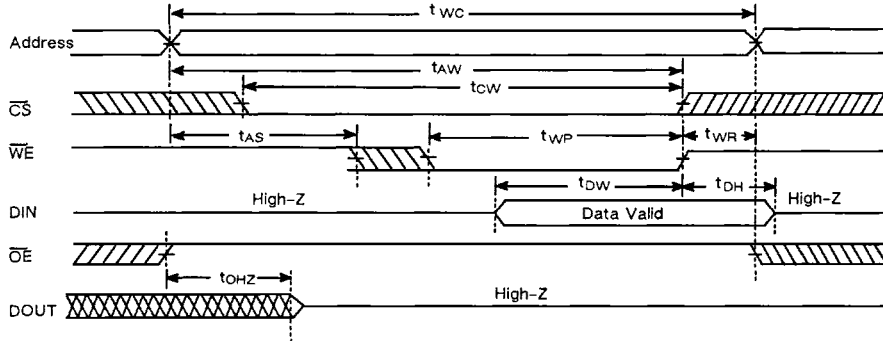 tWC
Address
tAW
tCW
CS
tAS
tWP
tWR
WE
tDW
tDH
High-Z
High-Z
DIN
Data Valid
OE
tOHZ
High-Z
DOUT